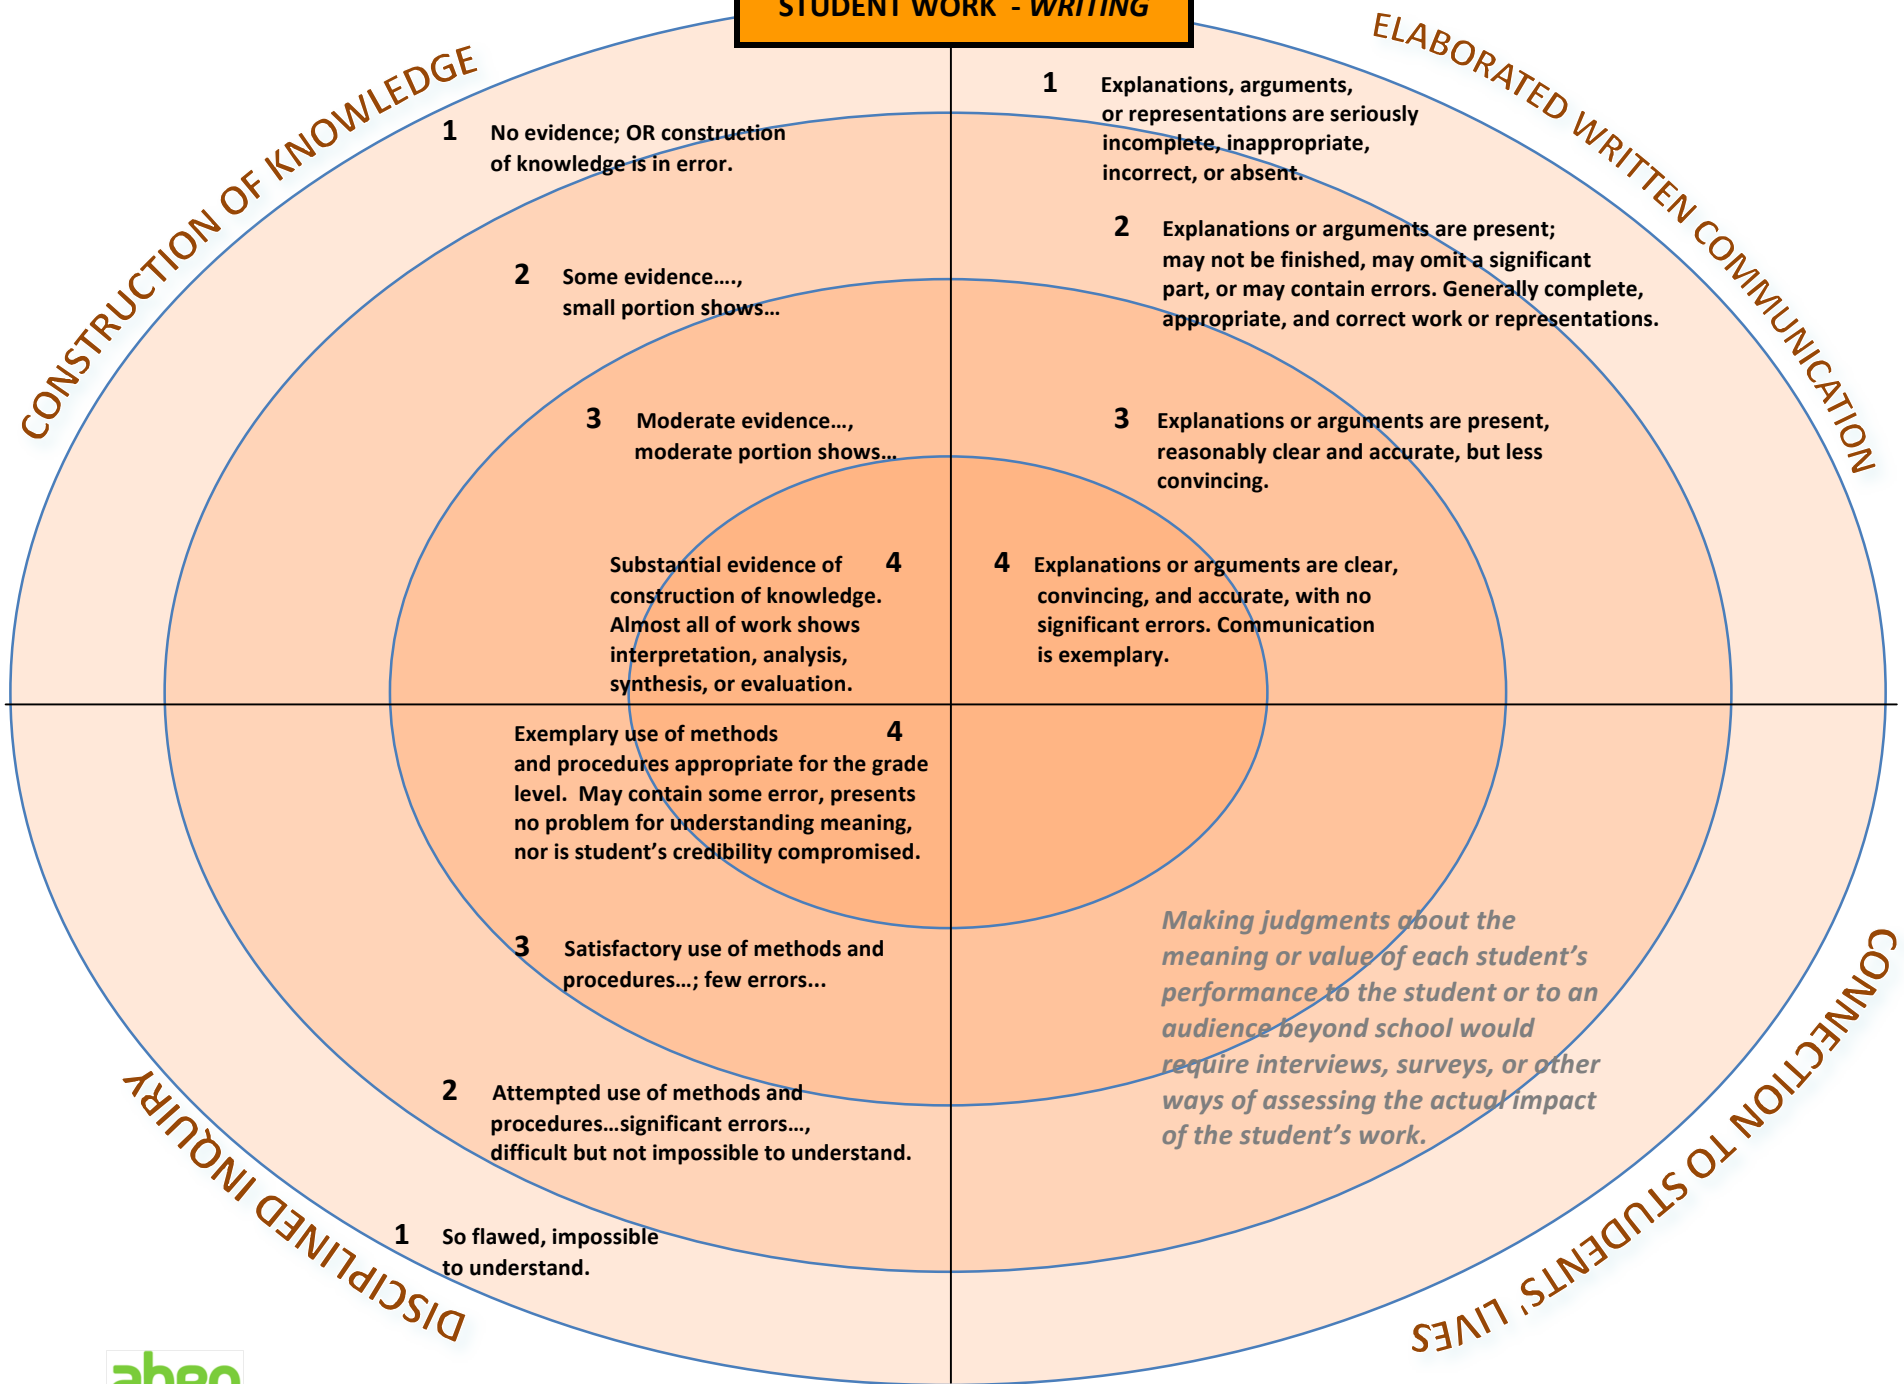 STUDENT WORK - WRITING
CONSTRUCTION OF KNOWLEDGE
1 No evidence; OR construction
of knowledge is in error.
2 Some evidence….,
small portion shows…
3 Moderate evidence…,
moderate portion shows…
Substantial evidence of 4
construction of knowledge.
Almost all of work shows
interpretation, analysis,
synthesis, or evaluation.
ELABORATED WRITTEN COMMUNICATION
1 Explanations, arguments,
or representations are seriously
incomplete, inappropriate,
incorrect, or absent.
2 Explanations or arguments are present;
may not be finished, may omit a significant
part, or may contain errors. Generally complete,
appropriate, and correct work or representations.
3 Explanations or arguments are present,
reasonably clear and accurate, but less
convincing.
4 Explanations or arguments are clear,
convincing, and accurate, with no
significant errors. Communication
is exemplary.
Exemplary use of methods 4
and procedures appropriate for the grade
level. May contain some error, presents
no problem for understanding meaning,
nor is student’s credibility compromised.
3 Satisfactory use of methods and
procedures…; few errors...
2 Attempted use of methods and
procedures…significant errors…,
difficult but not impossible to understand.
1 So flawed, impossible
to understand.
DISCIPLINED INQUIRY
Making judgments about the
meaning or value of each student’s
performance to the student or to an
audience beyond school would
require interviews, surveys, or other
ways of assessing the actual impact
of the student’s work.
CONNECTION TO STUDENTS' LIVES